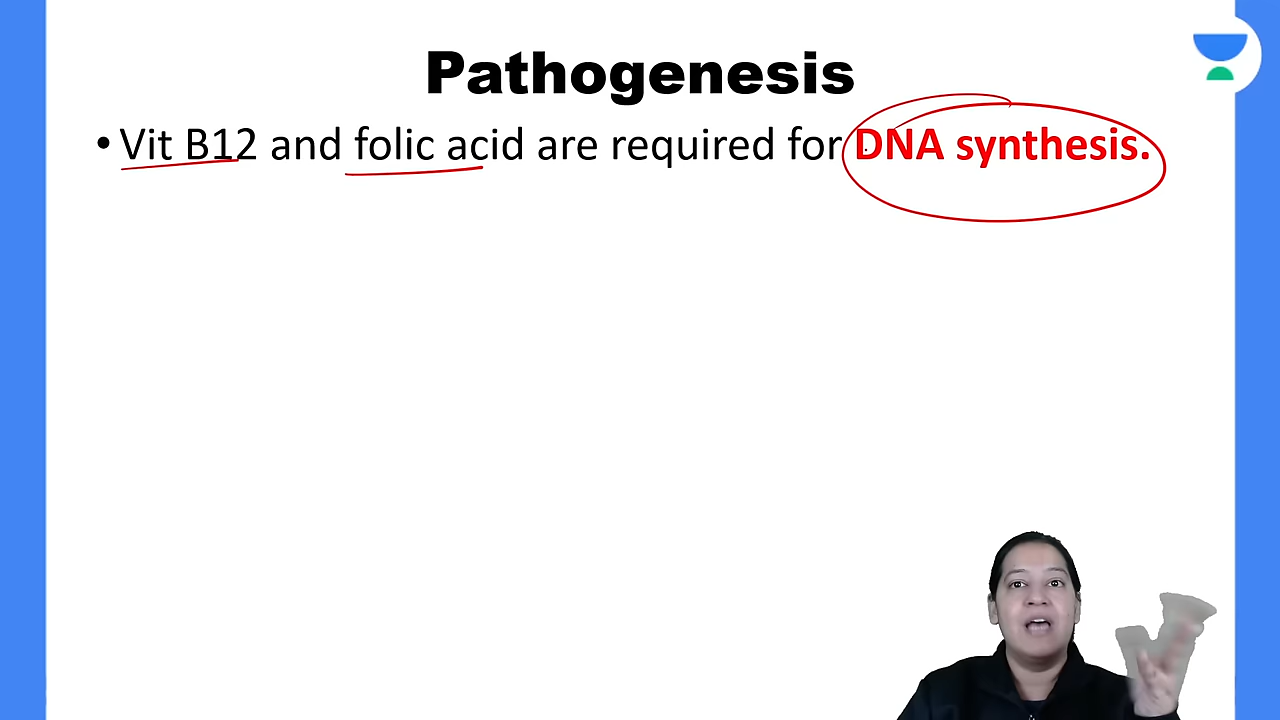 Pathogenesis
• Vit B12 and folic acid are required for DNA synthesis.